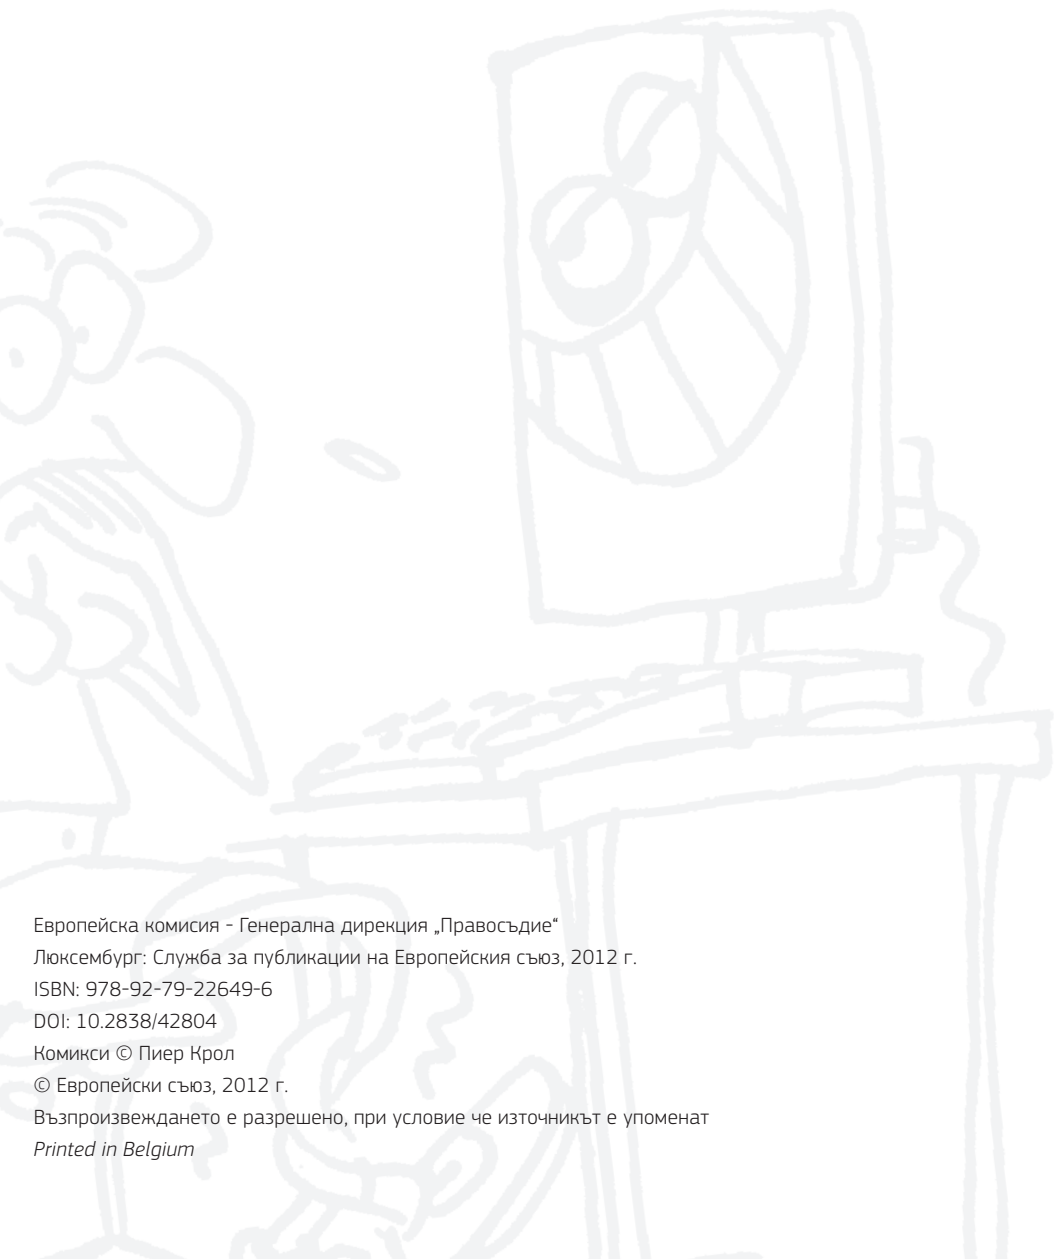 Европейска комисия - Генерална дирекция „Правосъдие“
Люксембург: Служба за публикации на Европейския съюз, 2012 г.
ISBN: 978-92-79-22649-6
DOI: 10.2838/42804
Комикси © Пиер Крол
© Европейски съюз, 2012 г.
Възпроизвеждането е разрешено, при условие че източникът е упоменат
Printed in Belgium